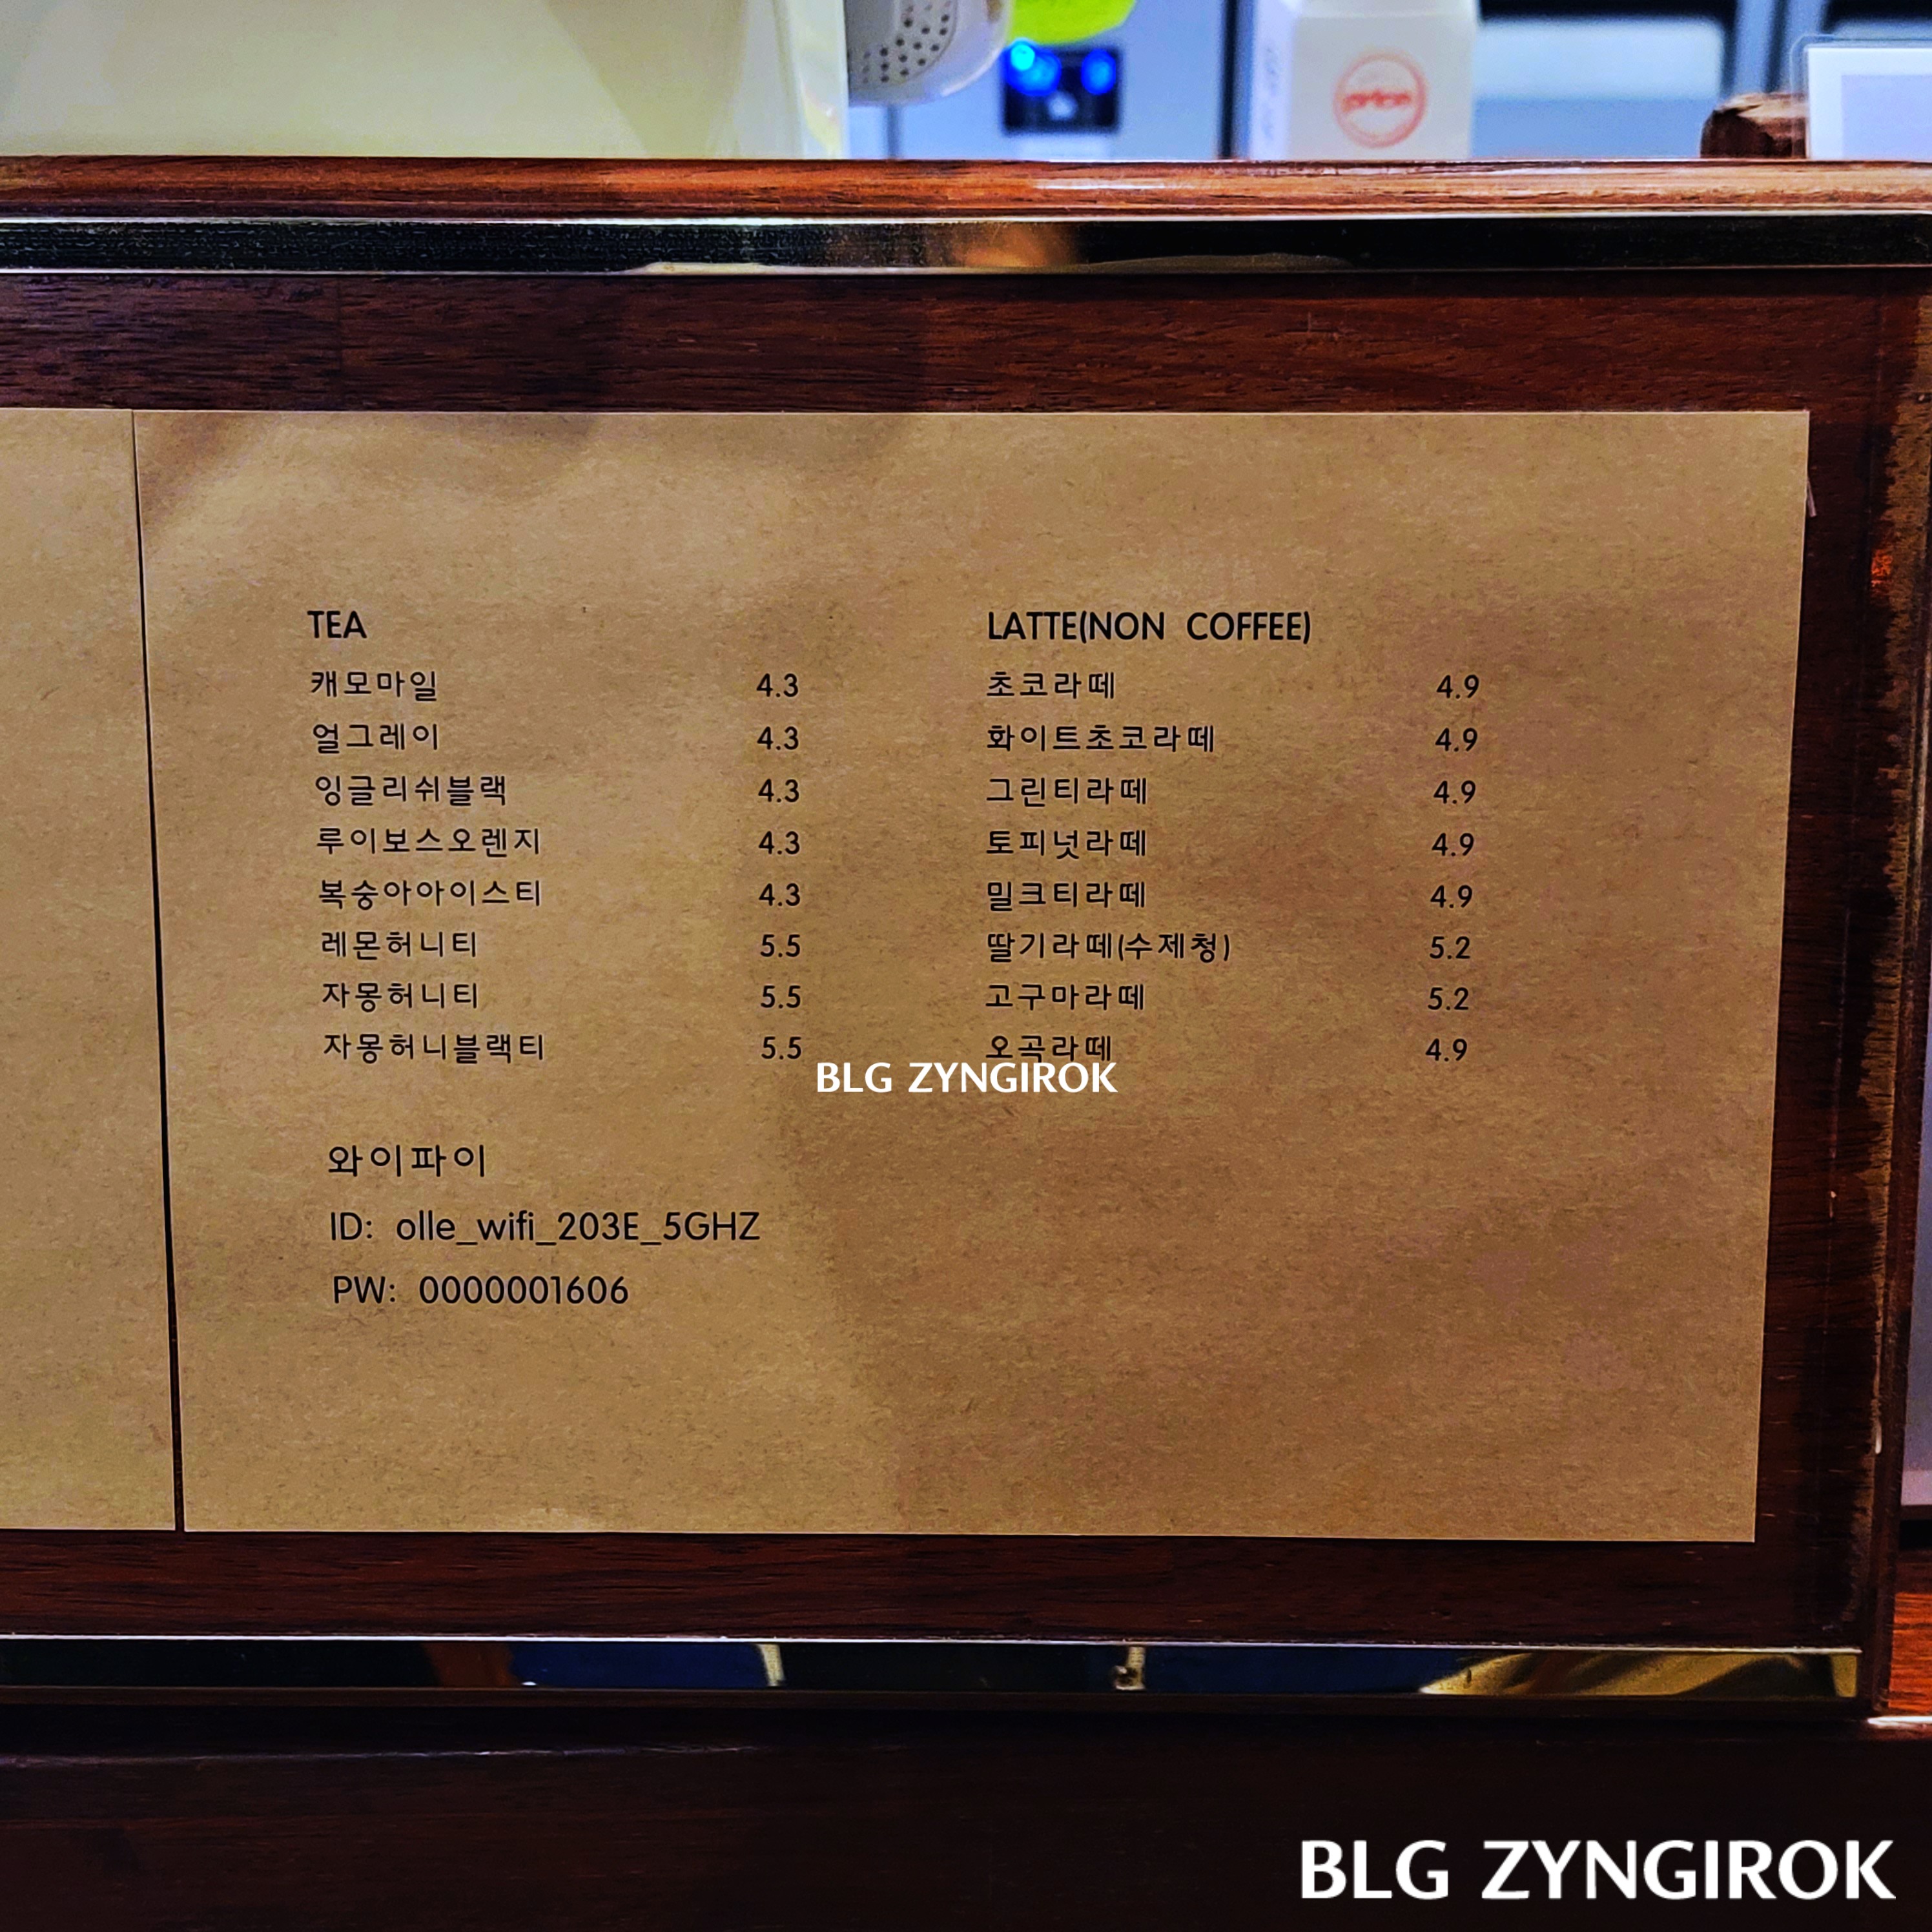 TEA
캐모마일 4.3
얼그레이 4.3
잉글리쉬블랙 4.3
루이보스오렌지 4.3
복숭아아이스티 4.3
레몬허니티 5.5
자몽허니티 5.5
자몽허니블랙티 5.5
LATTE(NON COFFEE)
초코라떼 4.9
화이트초코라떼 4.9
그린티라떼 4.9
토피넛라떼 4.9
밀크티라떼 4.9
딸기라떼(수제청) 5.2
고구마라떼 5.2
오곡라떼 4.9
BLG ZYNGIROK
와이파이
ID: olle_wifi_203E_5GHZ
PW: 0000001606
BLG ZYNGIROK